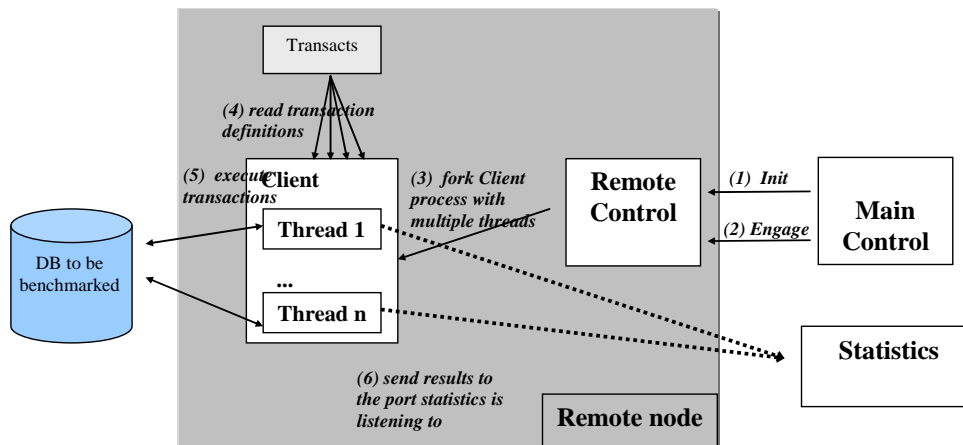 Transacts
(4) read transaction
definitions
(5) execute
transactions
Client
(3) fork Client
process with
multiple threads
Remote
Control
(1) Init
(2) Engage
Main
Control
Thread 1
...
Thread n
DB to be
benchmarked
Statistics
(6) send results to
the port statistics is
listening to
Remote node